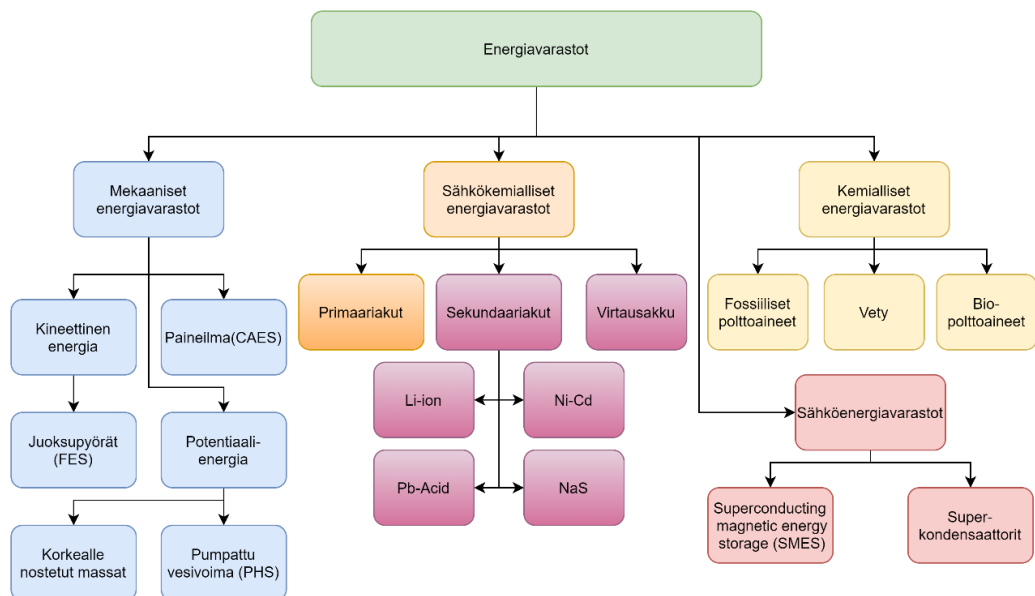 Energiavarastot
Mekaaniset
energiavarastot
Sähkökemialliset
energiavarastot
Kemialliset
energiavarastot
Kineettinen
energia
Paineilma(CAES)
Primaariakut
Sekundaariakut
Virtausakku
Fossiiliset
polttoaineet
Vety
Bio-
polttoaineet
Li-ion
Ni-Cd
Sähköenergiavarastot
Juoksupyörät
(FES)
Potentiaali-
energia
Pb-Acid
NaS
Superconducting
magnetic energy
storage (SMES)
Super-
kondensaattorit
Korkealle
nostetut massat
Pumpattu
vesivoima (PHS)